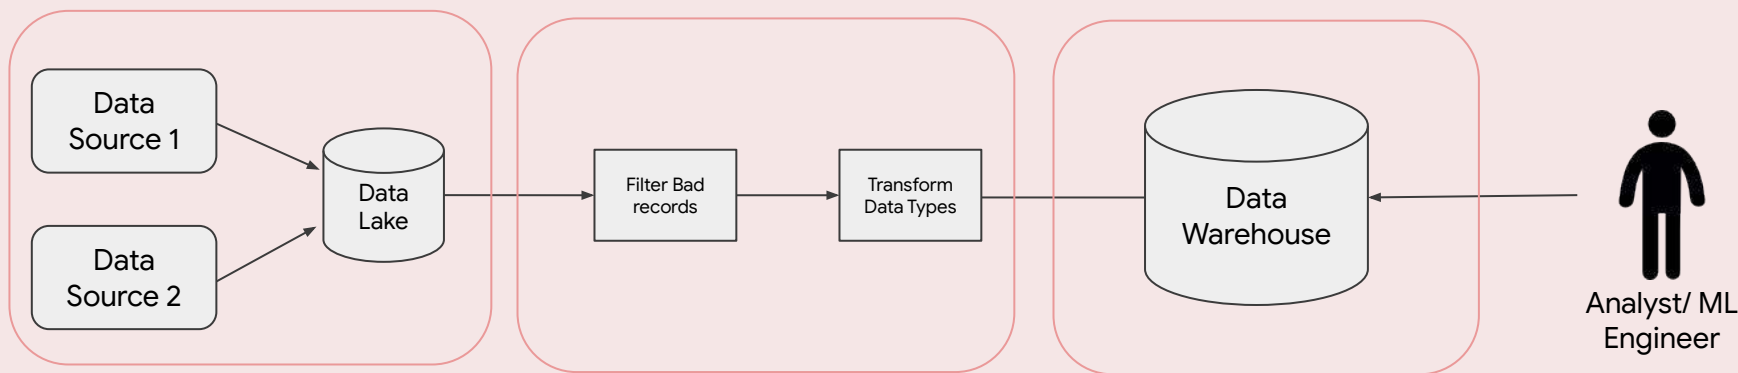 Data
Source 1
Data
Source 2
Data
Lake
Filter Bad
records
Transform
Data Types
Data
Warehouse
Analyst/ ML
Engineer